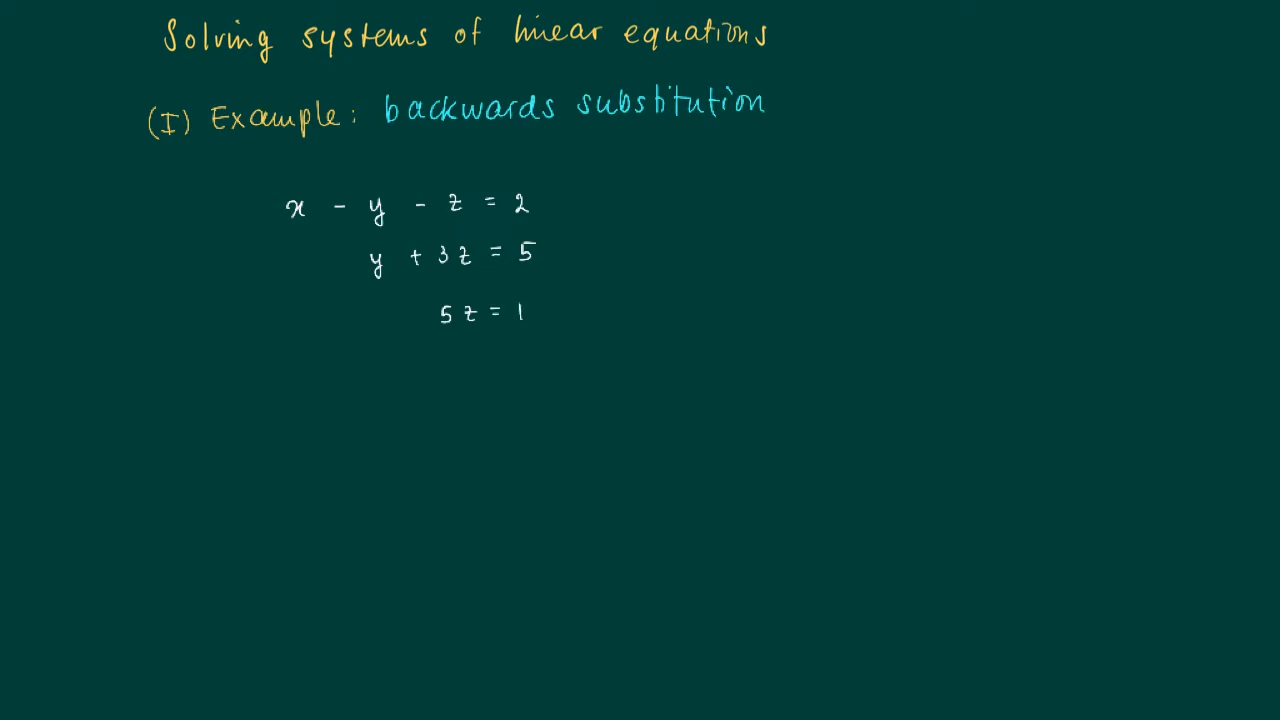 Solving systems of linear equations
(I) Example: backwards substitution
x - y - z = 2
y + 3z = 5
5z = 1